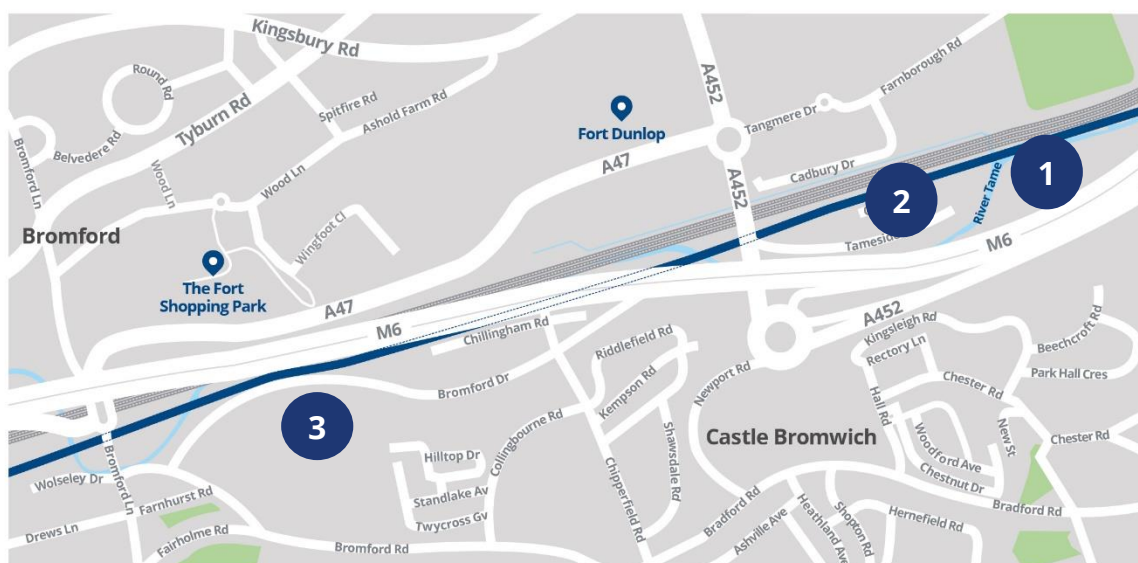 Kingsbury Rd
A452
Farnborough Rd
Round Rd
Spitfire Rd
Ashold Farm Rd
Tyburn Rd
Belvedere Rd
Bromford Ln
Wood Ln
Wood Ln
Fort Dunlop
Tangmere Dr
A47
Cadbury Dr
A452
1
2
River Tame
Wingfoot Cl
Bromford
Tameside
M6
The Fort
Shopping Park
A47
M6
Chillingham Rd
A452
Kingsleigh Rd
Rectory Ln
Beechcroft Rd
Riddlefield Rd
Kempson Rd
Newport Rd
Park Hall Cres
Chester Rd
Bromford Dr
Hall Rd
3
Collingbourne Rd
Shawsdale Rd
Castle Bromwich
Woodford Ave
New St
Chester Rd
Hilltop Dr
Standlake Av
Twycross Gv
Chipperfield Rd
Chestnut Dr
Bradford Rd
Bradford Rd
Wolseley Dr
Farnhurst Rd
Bromford Ln
Drews Ln
Fairholme Rd
Bromford Rd
Ashville Ave
Heathland Ave
Shopton Rd
Hernefield Rd